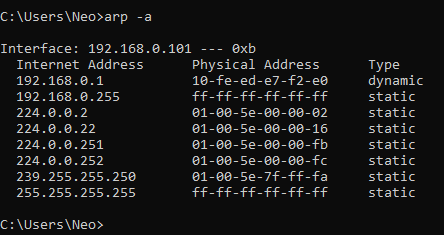 C:\Users\Neo>arp -a
Interface: 192.168.0.101 --- 0xb
Internet Address Physical Address Type
192.168.0.1 10-fe-ed-e7-f2-e0 dynamic
192.168.0.255 ff-ff-ff-ff-ff-ff static
224.0.0.2 01-00-5e-00-00-02 static
224.0.0.22 01-00-5e-00-00-16 static
224.0.0.251 01-00-5e-00-00-fb static
224.0.0.252 01-00-5e-00-00-fc static
239.255.255.250 01-00-5e-7f-ff-fa static
255.255.255.255 ff-ff-ff-ff-ff-ff static
C:\Users\Neo>